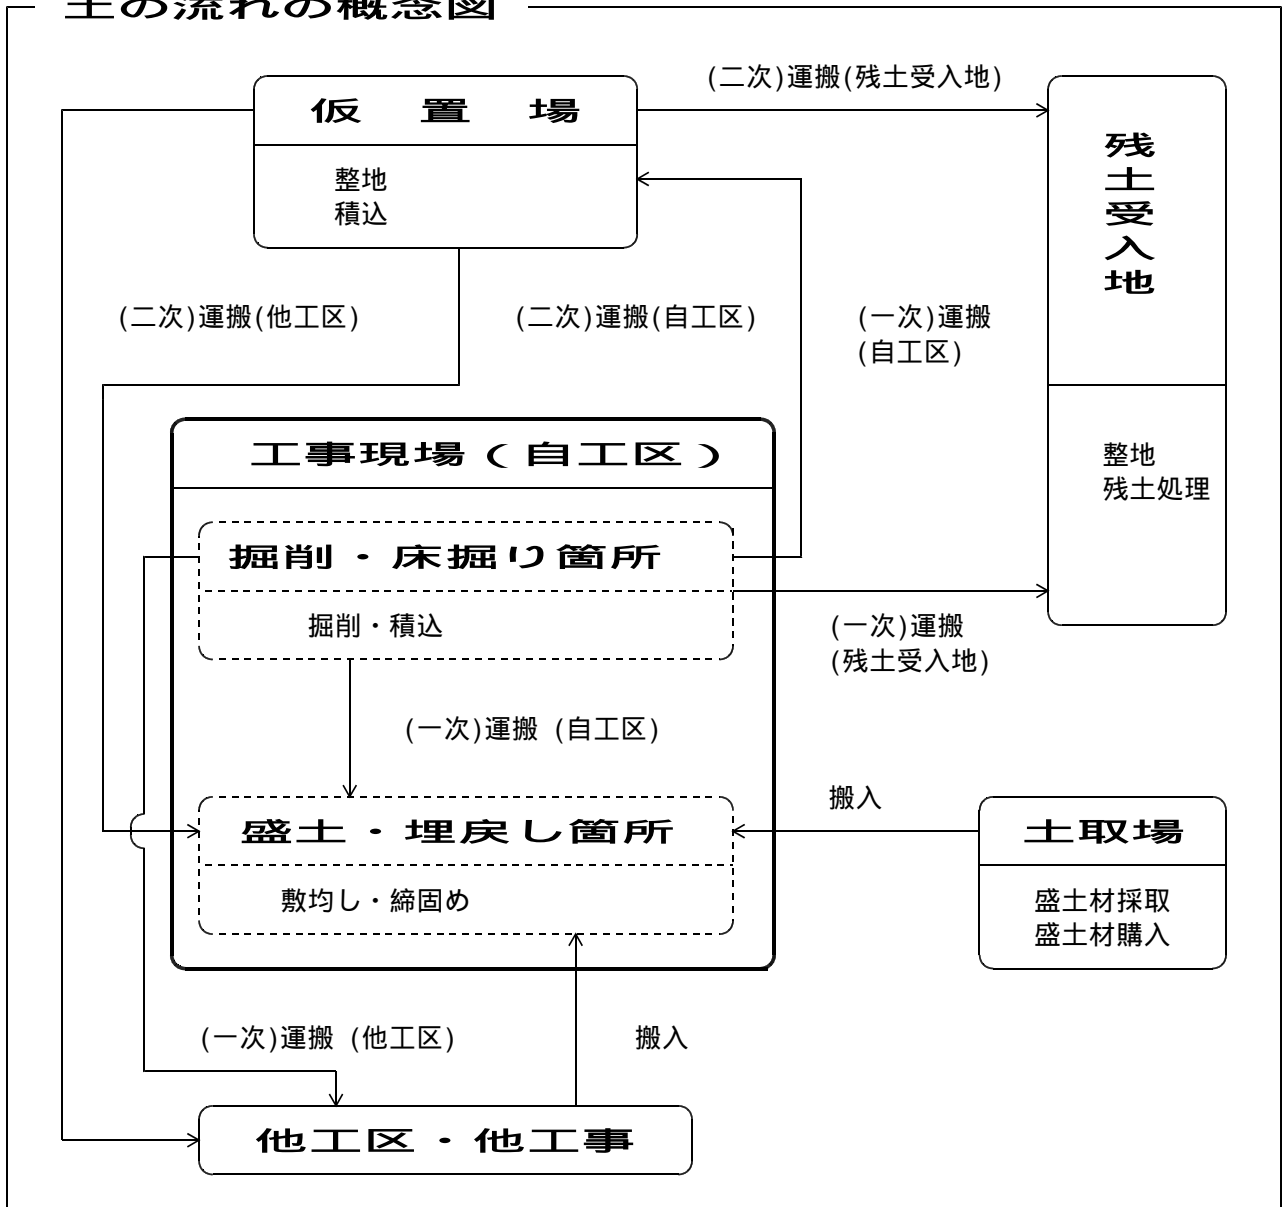 土の流れの概念図
(二次)運搬(残土受入地)
仮　置　場
整地
積込
残土受入地
(二次)運搬(他工区)
(二次)運搬(自工区)
(一次)運搬
(自工区)
工事現場(自工区)
整地
残土処理
掘削・床掘り箇所
掘削・積込
(一次)運搬
(残土受入地)
(一次)運搬 (自工区)
搬入
盛土・埋戻し箇所
土取場
敷均し・締固め
盛土材採取
盛土材購入
(一次)運搬 (他工区)
搬入
他工区・他工事